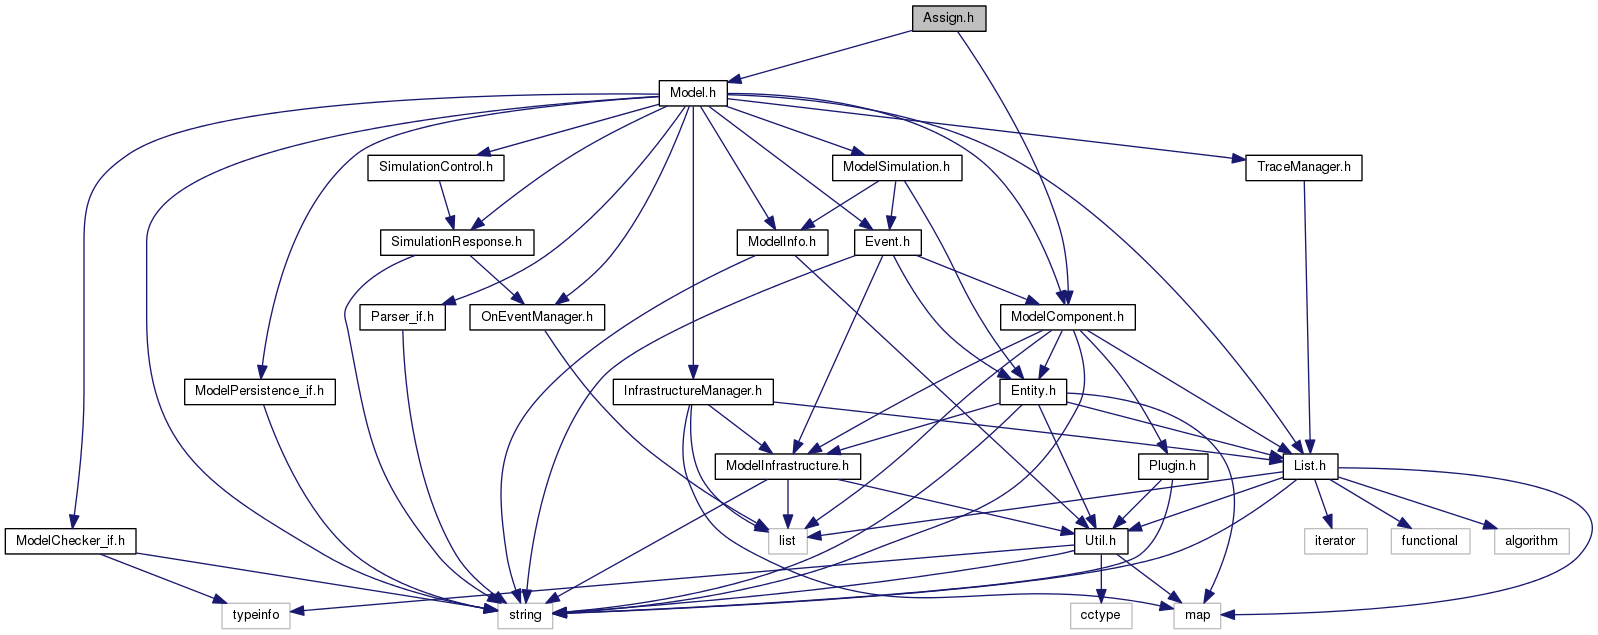 Assign.h
Model.h
SimulationControl.h
ModelSimulation.h
TraceManager.h
SimulationResponse.h
ModelInfo.h
Event.h
Parser_if.h
OnEventManager.h
ModelComponent.h
ModelPersistence_if.h
InfrastructureManager.h
Entity.h
ModelInfrastructure.h
Plugin.h
List.h
ModelChecker_if.h
list
Util.h
iterator
functional
algorithm
typeinfo
string
cctype
map